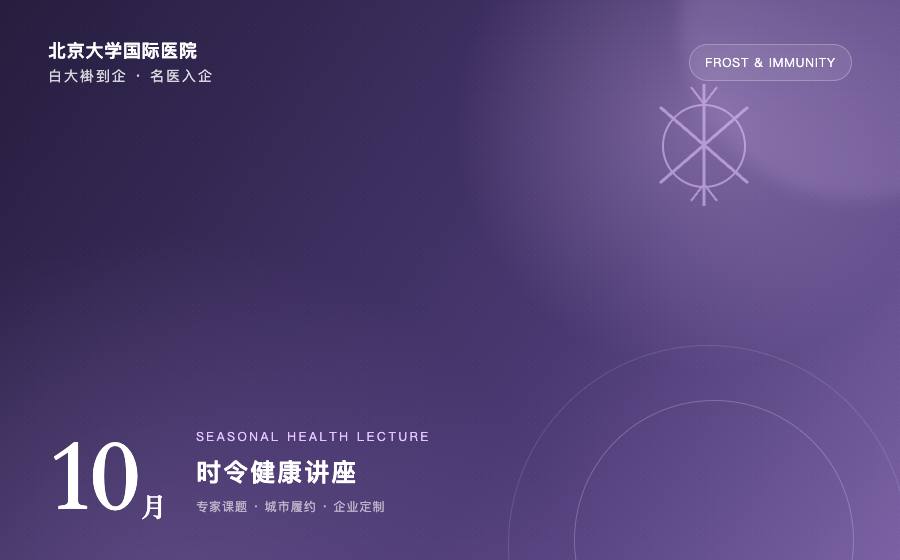 北京大学国际医院
白大褂到企 · 名医入企
FROST & IMMUNITY
10月
SEASONAL HEALTH LECTURE
时令健康讲座
专家课题 · 城市履约 · 企业定制